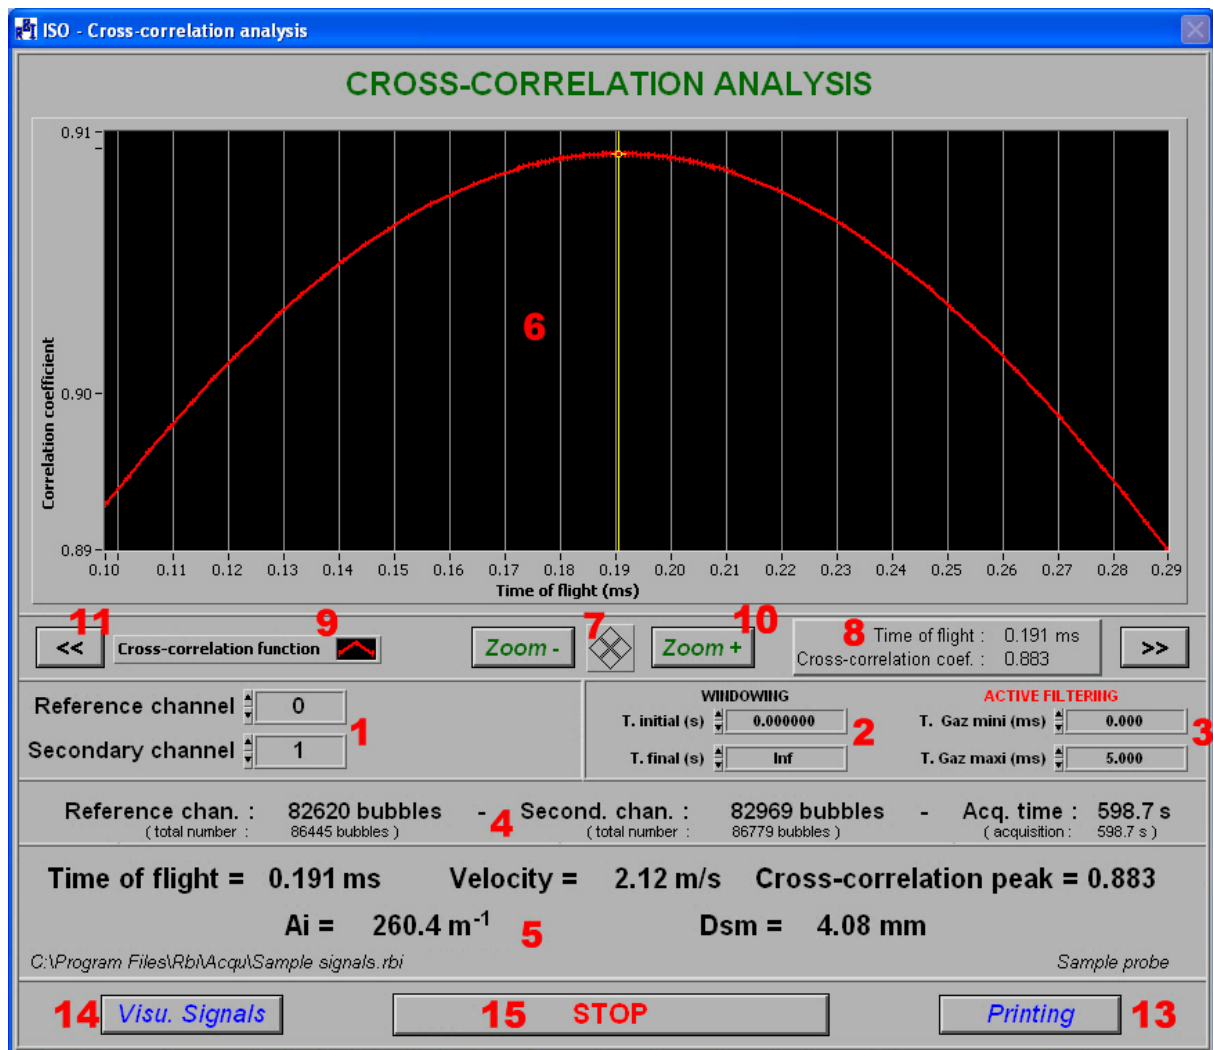 RBI ISO - Cross-correlation analysis
CROSS-CORRELATION ANALYSIS
Correlation coefficient
0.91
0.90
0.89
0.10 0.11 0.12 0.13 0.14 0.15 0.16 0.17 0.18 0.19 0.20 0.21 0.22 0.23 0.24 0.25 0.26 0.27 0.28 0.29
Time of flight (ms)
6
11 9 7 10 8
<< Cross-correlation function Zoom - Zoom + Time of flight : 0.191 ms >>
Cross-correlation coef. : 0.883
Reference channel 0
Secondary channel 1
1
WINDOWING
T. initial (s) 0.000000
T. final (s) Inf
2
ACTIVE FILTERING
T. Gaz mini (ms) 0.000
T. Gaz maxi (ms) 5.000
3
Reference chan. : 82620 bubbles - Second. chan. : 82969 bubbles - Acq. time : 598.7 s
( total number : 86445 bubbles ) 4 ( total number : 86779 bubbles ) ( acquisition : 598.7 s )
Time of flight = 0.191 ms Velocity = 2.12 m/s Cross-correlation peak = 0.883
Ai = 260.4 m-1 5 Dsm = 4.08 mm
C:\Program Files\Rbi\Acqu\Sample signals.rbi Sample probe
14 Visu. Signals 15 STOP Printing 13